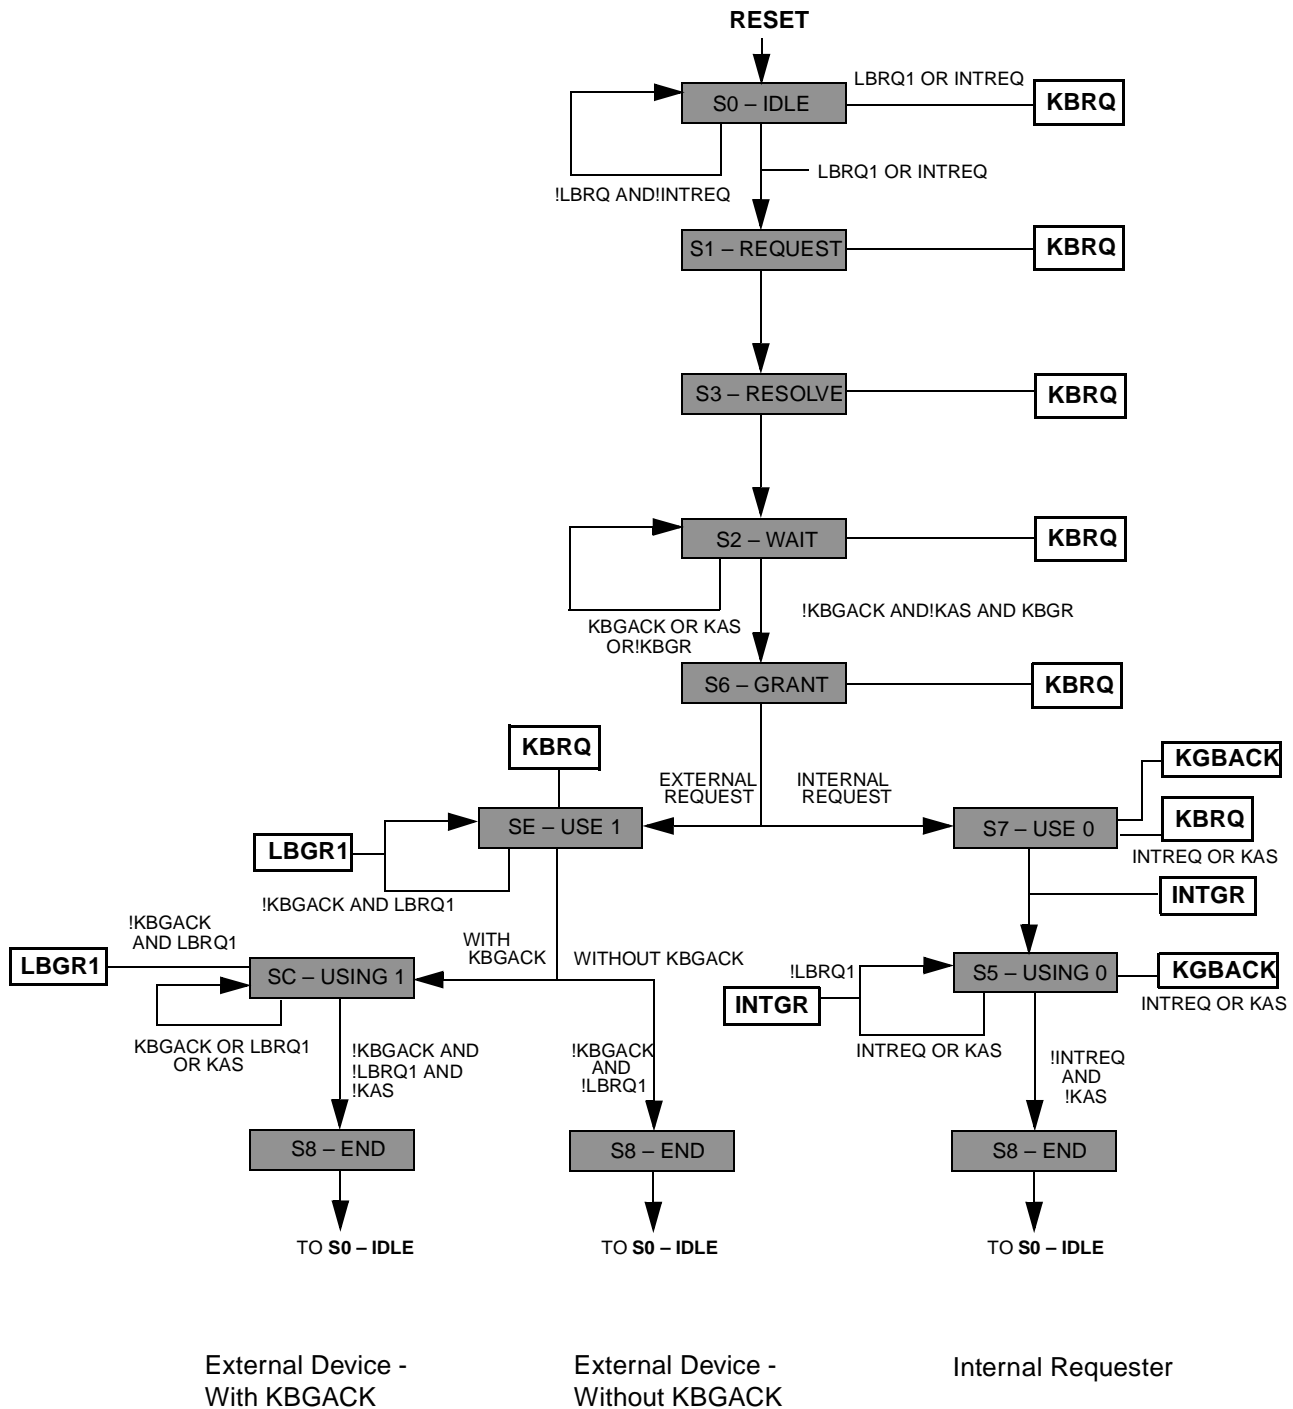 RESET
LBRQ1 OR INTREQ
S0 – IDLE
KBRQ
LBRQ1 OR INTREQ
!LBRQ AND!INTREQ
S1 – REQUEST
KBRQ
S3 – RESOLVE
KBRQ
S2 – WAIT
KBRQ
!KBGACK AND!KAS AND KBGR
KBGACK OR KAS
OR!KBGR
S6 – GRANT
KBRQ
KBRQ
EXTERNAL
REQUEST
INTERNAL
REQUEST
KGBACK
SE – USE 1
S7 – USE 0
KBRQ
LBGR1
INTREQ OR KAS
!KBGACK AND LBRQ1
INTGR
!KBGACK
AND LBRQ1
WITH
KBGACK
WITHOUT KBGACK
LBGR1
SC – USING 1
!LBRQ1
S5 – USING 0
KGBACK
INTGR
INTREQ OR KAS
KBGACK OR LBRQ1
OR KAS
!KBGACK AND
!LBRQ1 AND
!KAS
!KBGACK
AND
!LBRQ1
INTREQ OR KAS
!INTREQ
AND
!KAS
S8 – END
S8 – END
S8 – END
TO S0 – IDLE
TO S0 – IDLE
TO S0 – IDLE
External Device -
With KBGACK
External Device -
Without KBGACK
Internal Requester